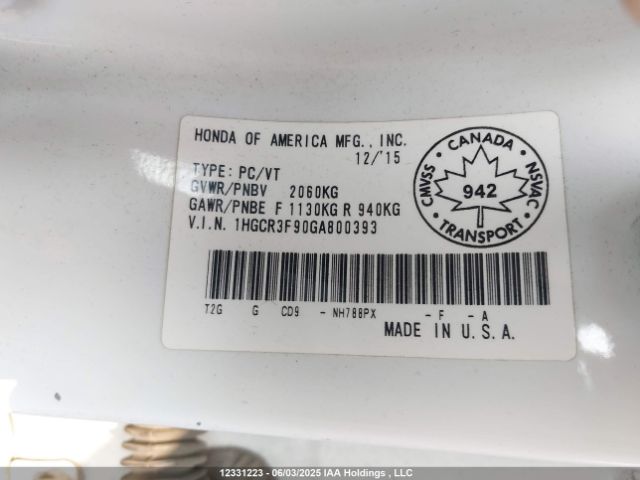 HONDA OF AMERICA MFG., INC.
12/'15
TYPE: PC/VT
GVWR/PNBV 2060KG
GAWR/PNBE F 1130KG R 940KG
V.I.N. 1HGCR3F90GA800393
CANADA
CMVSS
942
NSVAC
TRANSPORT
T2G G CD9 - NH788PX - F - A
MADE IN U.S.A.
12331223 - 06/03/2025 IAA Holdings , LLC